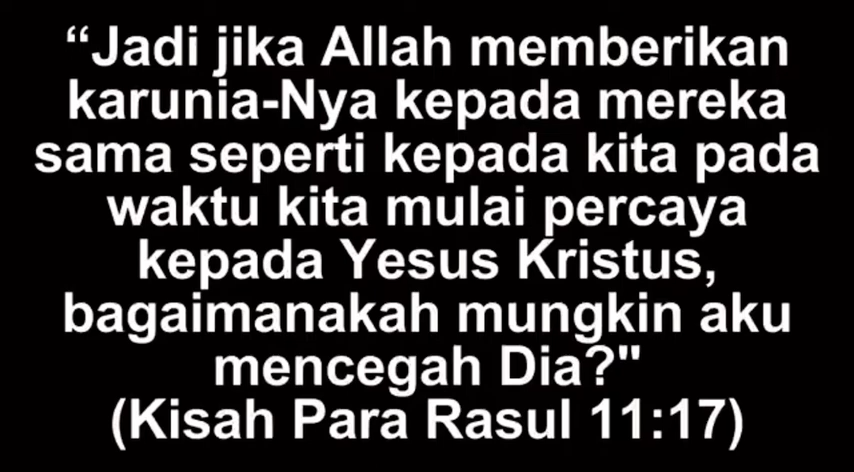 “Jadi jika Allah memberikan
karunia-Nya kepada mereka
sama seperti kepada kita pada
waktu kita mulai percaya
kepada Yesus Kristus,
bagaimanakah mungkin aku
mencegah Dia?"
(Kisah Para Rasul 11:17)